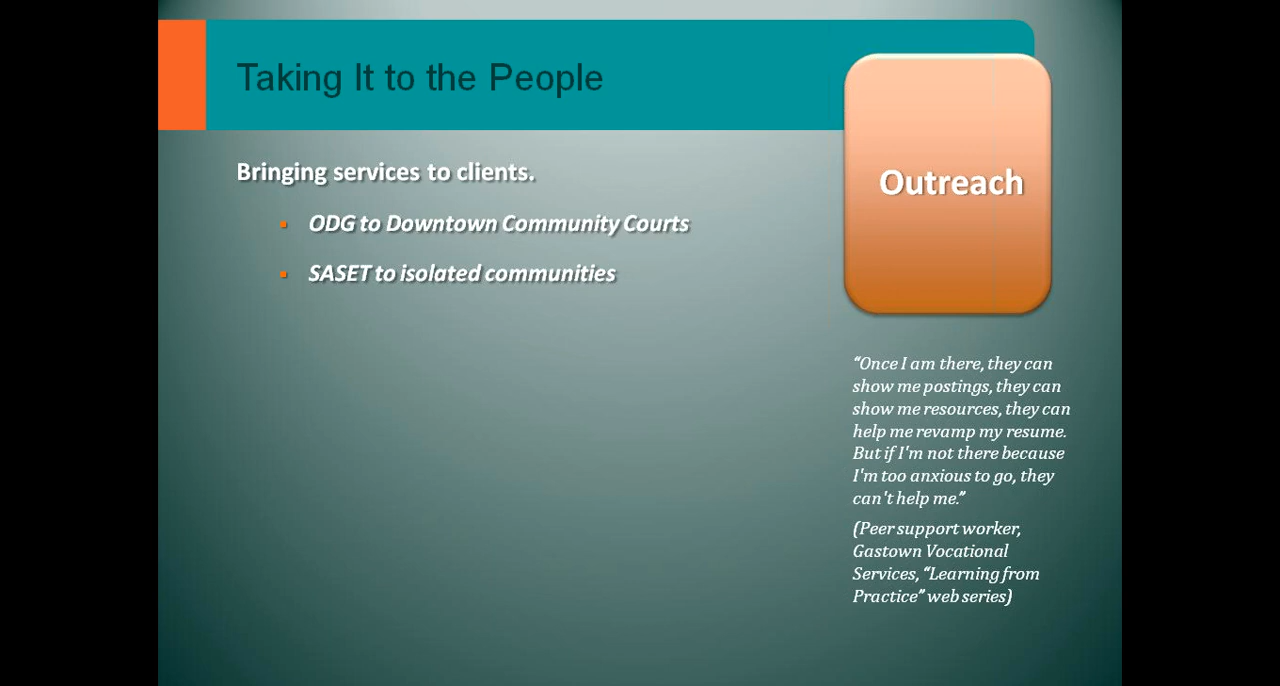 Taking It to the People
Outreach
Bringing services to clients.
▪ ODG to Downtown Community Courts
▪ SASET to isolated communities
“Once I am there, they can
show me postings, they can
show me resources, they can
help me revamp my resume.
But if I'm not there because
I'm too anxious to go, they
can't help me.”
(Peer support worker,
Gastown Vocational
Services, “Learning from
Practice” web series)